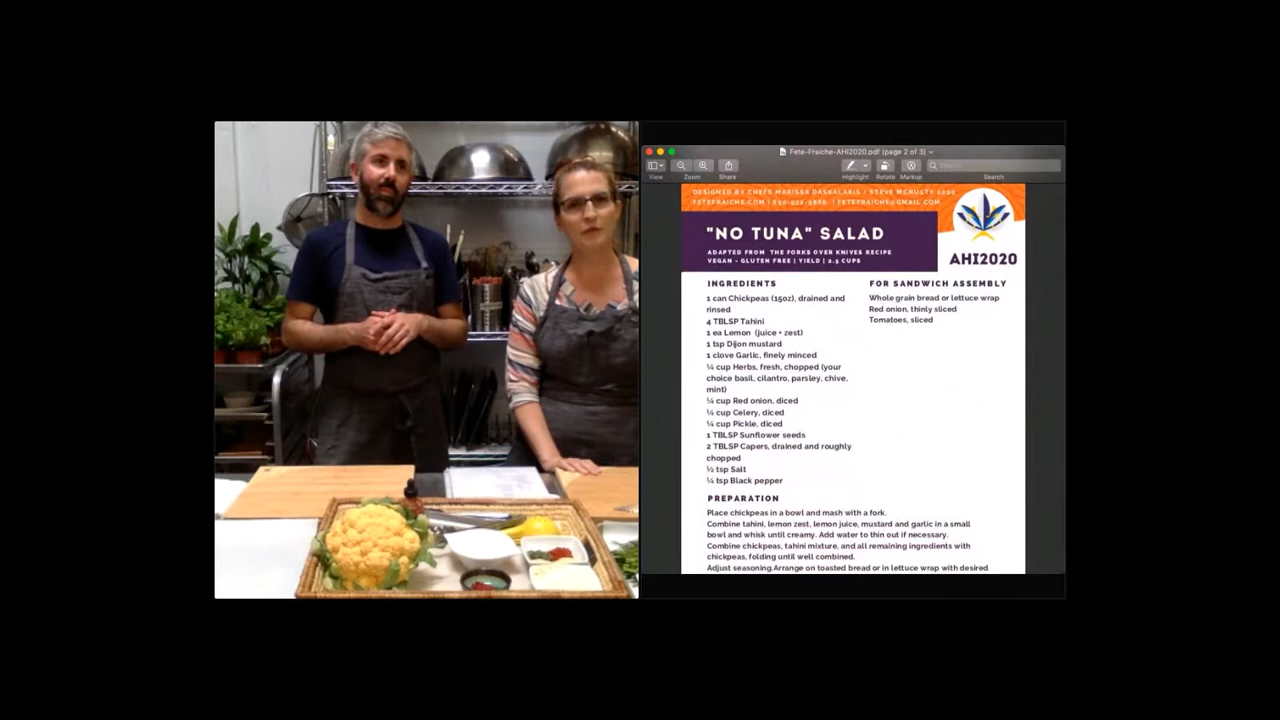 Fete-Fraiche-AHI2020.pdf (page 2 of 3)
View Zoom Share Highlight Rotate Markup Search
Search
DESIGNED BY CHEFS MARISSA DASKALAKIS + STEVE MCNULTY
FETEFRAICHE.COM | FETEFRAICHE@GMAIL.COM
"NO TUNA" SALAD
ADAPTED FROM THE FORKS OVER KNIVES RECIPE
VEGAN - GLUTEN FREE | YIELD | 2.5 CUPS
AHI2020
INGREDIENTS
1 can Chickpeas (15oz), drained and
rinsed
4 TBLSP Tahini
1 ea Lemon (juice + zest)
1 tsp Dijon mustard
1 clove Garlic, finely minced
¼ cup Herbs, fresh, chopped (your
choice basil, cilantro, parsley, chive,
mint)
¼ cup Red onion, diced
¼ cup Celery, diced
¼ cup Pickle, diced
1 TBLSP Sunflower seeds
2 TBLSP Capers, drained and roughly
chopped
½ tsp Salt
¼ tsp Black pepper
FOR SANDWICH ASSEMBLY
Whole grain bread or lettuce wrap
Red onion, thinly sliced
Tomatoes, sliced
PREPARATION
Place chickpeas in a bowl and mash with a fork.
Combine tahini, lemon zest, lemon juice, mustard and garlic in a small
bowl and whisk until creamy. Add water to thin out if necessary.
Combine chickpeas, tahini mixture, and all remaining ingredients with
chickpeas, folding until well combined.
Adjust seasoning.Arrange on toasted bread or in lettuce wrap with desired